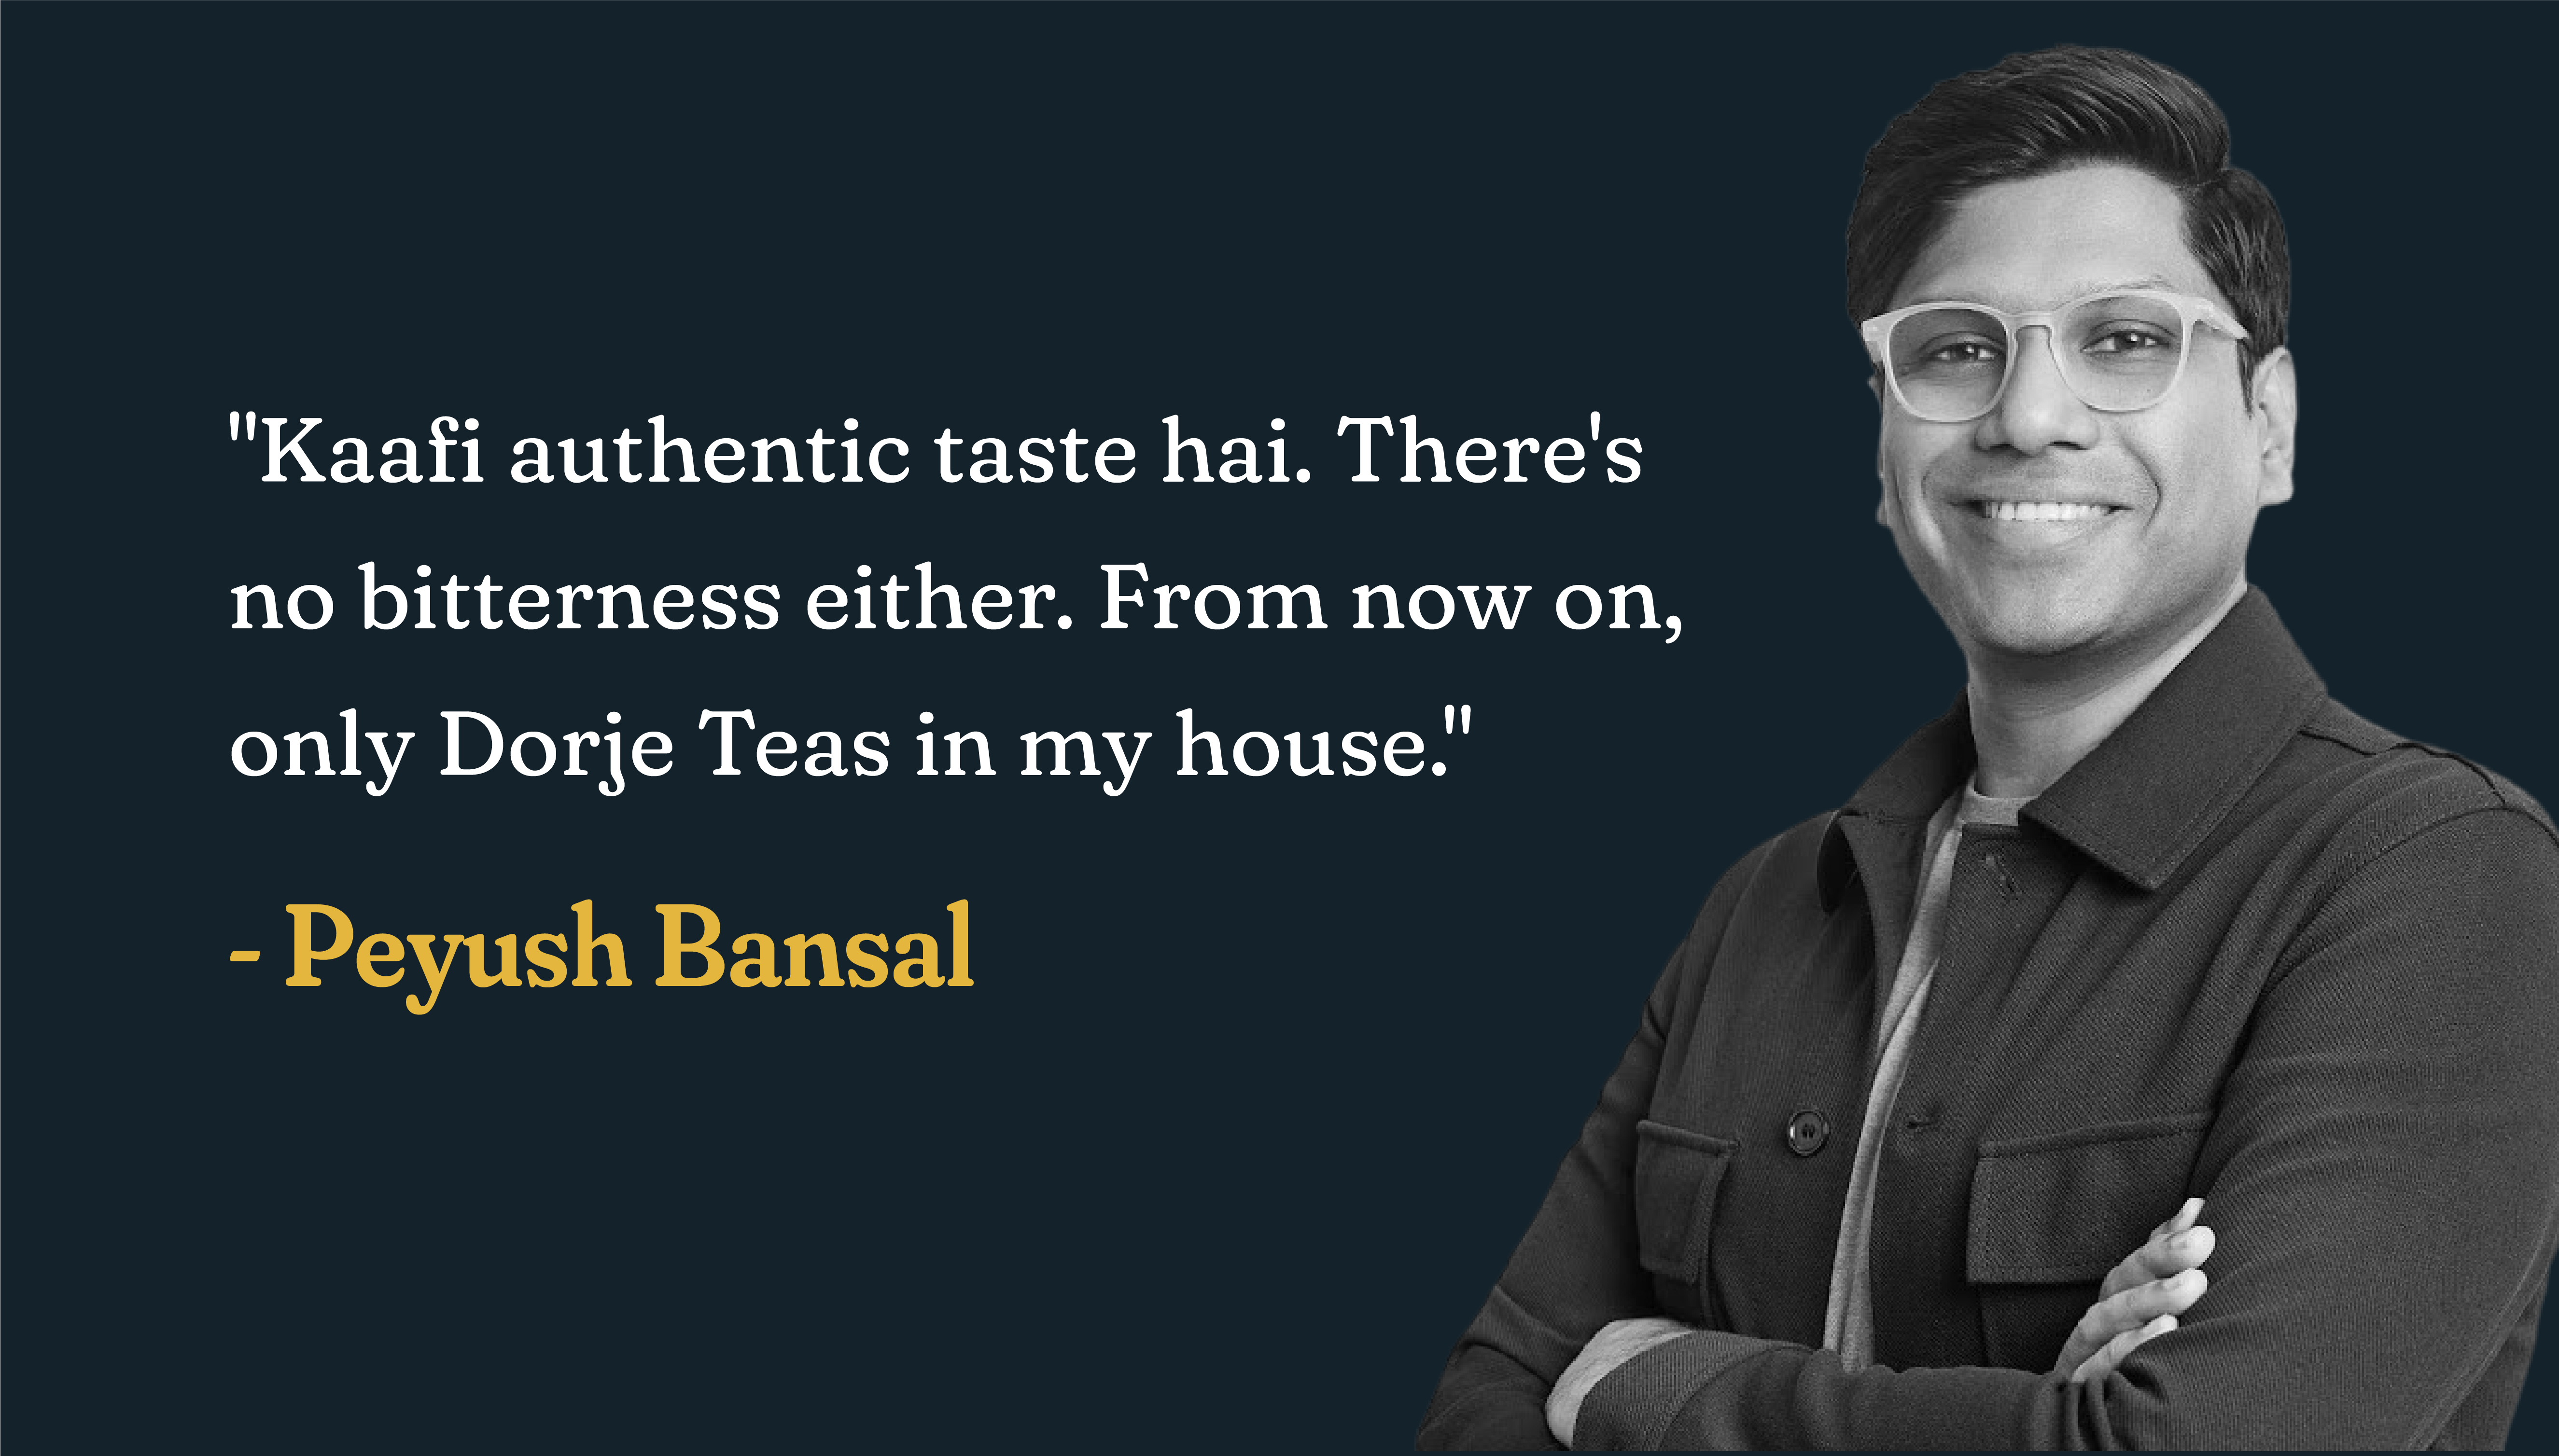 "Kaafi authentic taste hai. There's
no bitterness either. From now on,
only Dorje Teas in my house."
- Peyush Bansal